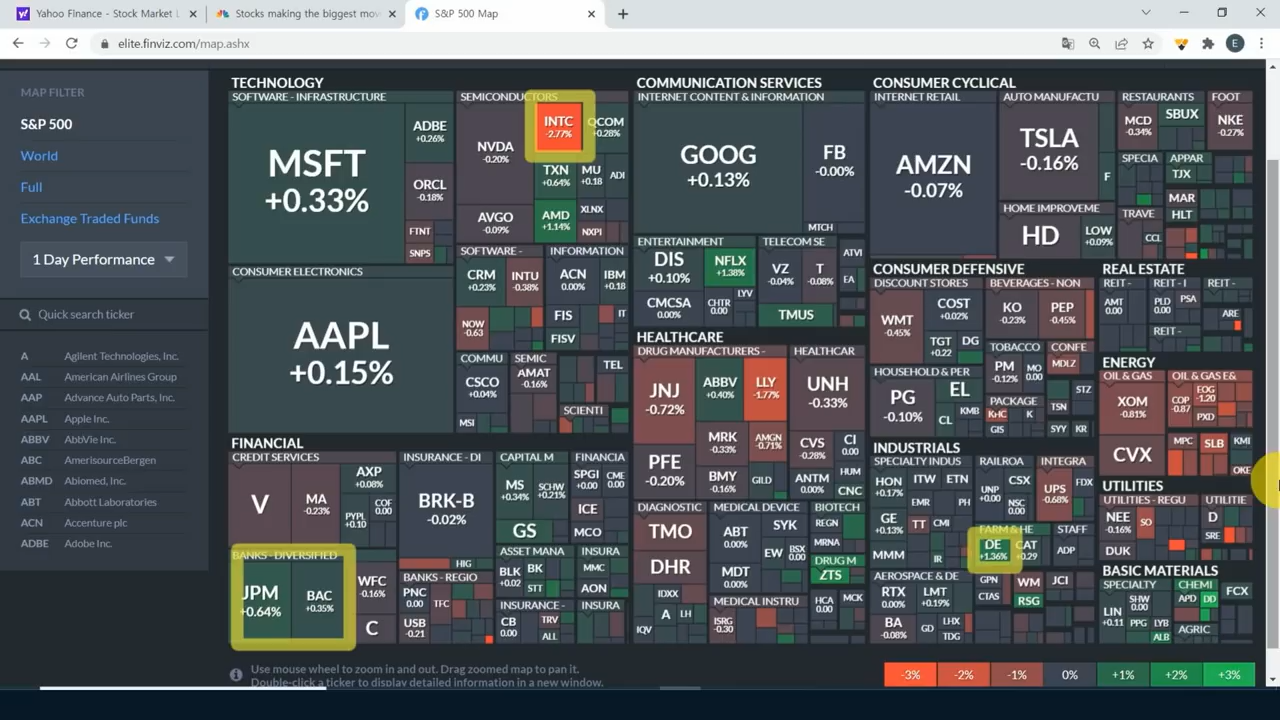 Yahoo Finance - Stock Market L
Stocks making the biggest mov
S&P 500 Map
elite.finviz.com/map.ashx
E
MAP FILTER
S&P 500
World
Full
Exchange Traded Funds
1 Day Performance
Quick search ticker
A Agilent Technologies, Inc.
AAL American Airlines Group
AAP Advance Auto Parts, Inc.
AAPL Apple Inc.
ABBV AbbVie Inc.
ABC AmerisourceBergen
ABMD Abiomed, Inc.
ABT Abbott Laboratories
ACN Accenture plc
ADBE Adobe Inc.
TECHNOLOGY
SOFTWARE - INFRASTRUCTURE
MSFT
+0.33%
ADBE
+0.26%
ORCL
-0.18%
FTNT
SNPS
SEMICONDUCTORS
NVDA
-0.20%
INTC
-2.77%
QCOM
+0.28%
TXN
+0.64%
MU
+0.18
ADI
AVGO
-0.09%
AMD
+1.14%
XLNX
NXPI
CONSUMER ELECTRONICS
AAPL
+0.15%
SOFTWARE -
CRM
+0.23%
INTU
-0.38%
NOW
-0.63
INFORMATION
ACN
0.00%
IBM
+0.18
FIS
IT
FISV
COMMU
CSCO
+0.04%
MSI
SEMIC
AMAT
-0.16%
TEL
SCIENTI
COMMUNICATION SERVICES
INTERNET CONTENT & INFORMATION
GOOG
+0.13%
FB
-0.00%
MTCH
ENTERTAINMENT
DIS
+0.10%
NFLX
+1.38%
CMCSA
0.00%
CHTR
0.00%
LYV
TELECOM SE
VZ
-0.04%
T
-0.08%
TMUS
ATVI
EA
CONSUMER CYCLICAL
INTERNET RETAIL
AMZN
-0.07%
AUTO MANUFACTU
TSLA
-0.16%
F
HOME IMPROVEME
HD
LOW
+0.09%
RESTAURANTS
MCD
-0.34%
SBUX
FOOT
NKE
-0.27%
SPECIA
APPAR
TJX
MAR
HLT
TRAVE
CCL
HEALTHCARE
DRUG MANUFACTURERS -
JNJ
-0.72%
ABBV
+0.40%
LLY
-1.77%
PFE
-0.20%
MRK
-0.33%
AMGN
-0.71%
BMY
-0.16%
GILD
HEALTHCAR
UNH
-0.33%
CVS
-0.28%
CI
0.00
ANTM
0.00%
HUM
CNC
DIAGNOSTIC
TMO
DHR
IDXX
IQV
A
LH
MEDICAL DEVICE
ABT
0.00%
SYK
EW
BSX
0.00%
MDT
0.00%
MEDICAL INSTRU
ISRG
-0.30
BIOTECH
REGN
MRNA
DRUG M
ZTS
HCA
0.00
MCK
CONSUMER DEFENSIVE
DISCOUNT STORES
WMT
-0.45%
COST
+0.02%
TGT
+0.22
DG
BEVERAGES - NON
KO
-0.23%
PEP
-0.45%
HOUSEHOLD & PER
PG
-0.10%
EL
CL
KMB
TOBACCO
PM
-0.12%
MO
0.00
CONFE
MDLZ
PACKAGE
KHC
K
GIS
TSN
STZ
SYY
KR
REAL ESTATE
REIT -
REIT - I
REIT -
AMT
0.00
PLD
0.00
PSA
REIT -
ARE
ENERGY
OIL & GAS
XOM
-0.81%
CVX
OIL & GAS E&
COP
-0.87
EOG
-1.20
PXD
MPC
SLB
KMI
OKE
FINANCIAL
CREDIT SERVICES
V
MA
-0.23%
AXP
+0.08%
PYPL
+0.10
COF
0.00
INSURANCE - DI
BRK-B
-0.02%
HIG
CAPITAL M
MS
+0.34%
SCHW
+0.21%
GS
FINANCIA
SPGI
0.00
CME
0.00
ICE
MCO
BANKS - DIVERSIFIED
JPM
+0.64%
BAC
+0.35%
WFC
-0.16%
C
BANKS - REGIO
PNC
0.00
TFC
USB
-0.21
ASSET MANA
BLK
+0.02
BK
STT
INSURA
MMC
AON
INSURANCE -
CB
0.00
TRV
0.00
ALL
INSURA
INDUSTRIALS
SPECIALTY INDUS
HON
+0.17%
ITW
ETN
EMR
PH
GE
+0.13%
TT
CMI
MMM
IR
RAILROA
UNP
+0.00
CSX
NSC
0.00
INTEGRA
UPS
-0.68%
FDX
FARM & HE
DE
+1.36%
CAT
+0.29
STAFF
ADP
AEROSPACE & DE
RTX
0.00%
LMT
+0.19%
BA
-0.08%
GD
LHX
TDG
GPN
CTAS
WM
RSG
JCI
UTILITIES
UTILITIES - REGU
NEE
-0.16%
SO
DUK
UTILITIE
D
SRE
BASIC MATERIALS
SPECIALTY
LIN
+0.11
SHW
0.00
PPG
LYB
ALB
CHEMI
APD
DD
FCX
AGRIC
Use mouse wheel to zoom in and out. Drag zoomed map to pan it.
Double-click a ticker to display detailed information in a new window.
-3% -2% -1% 0% +1% +2% +3%